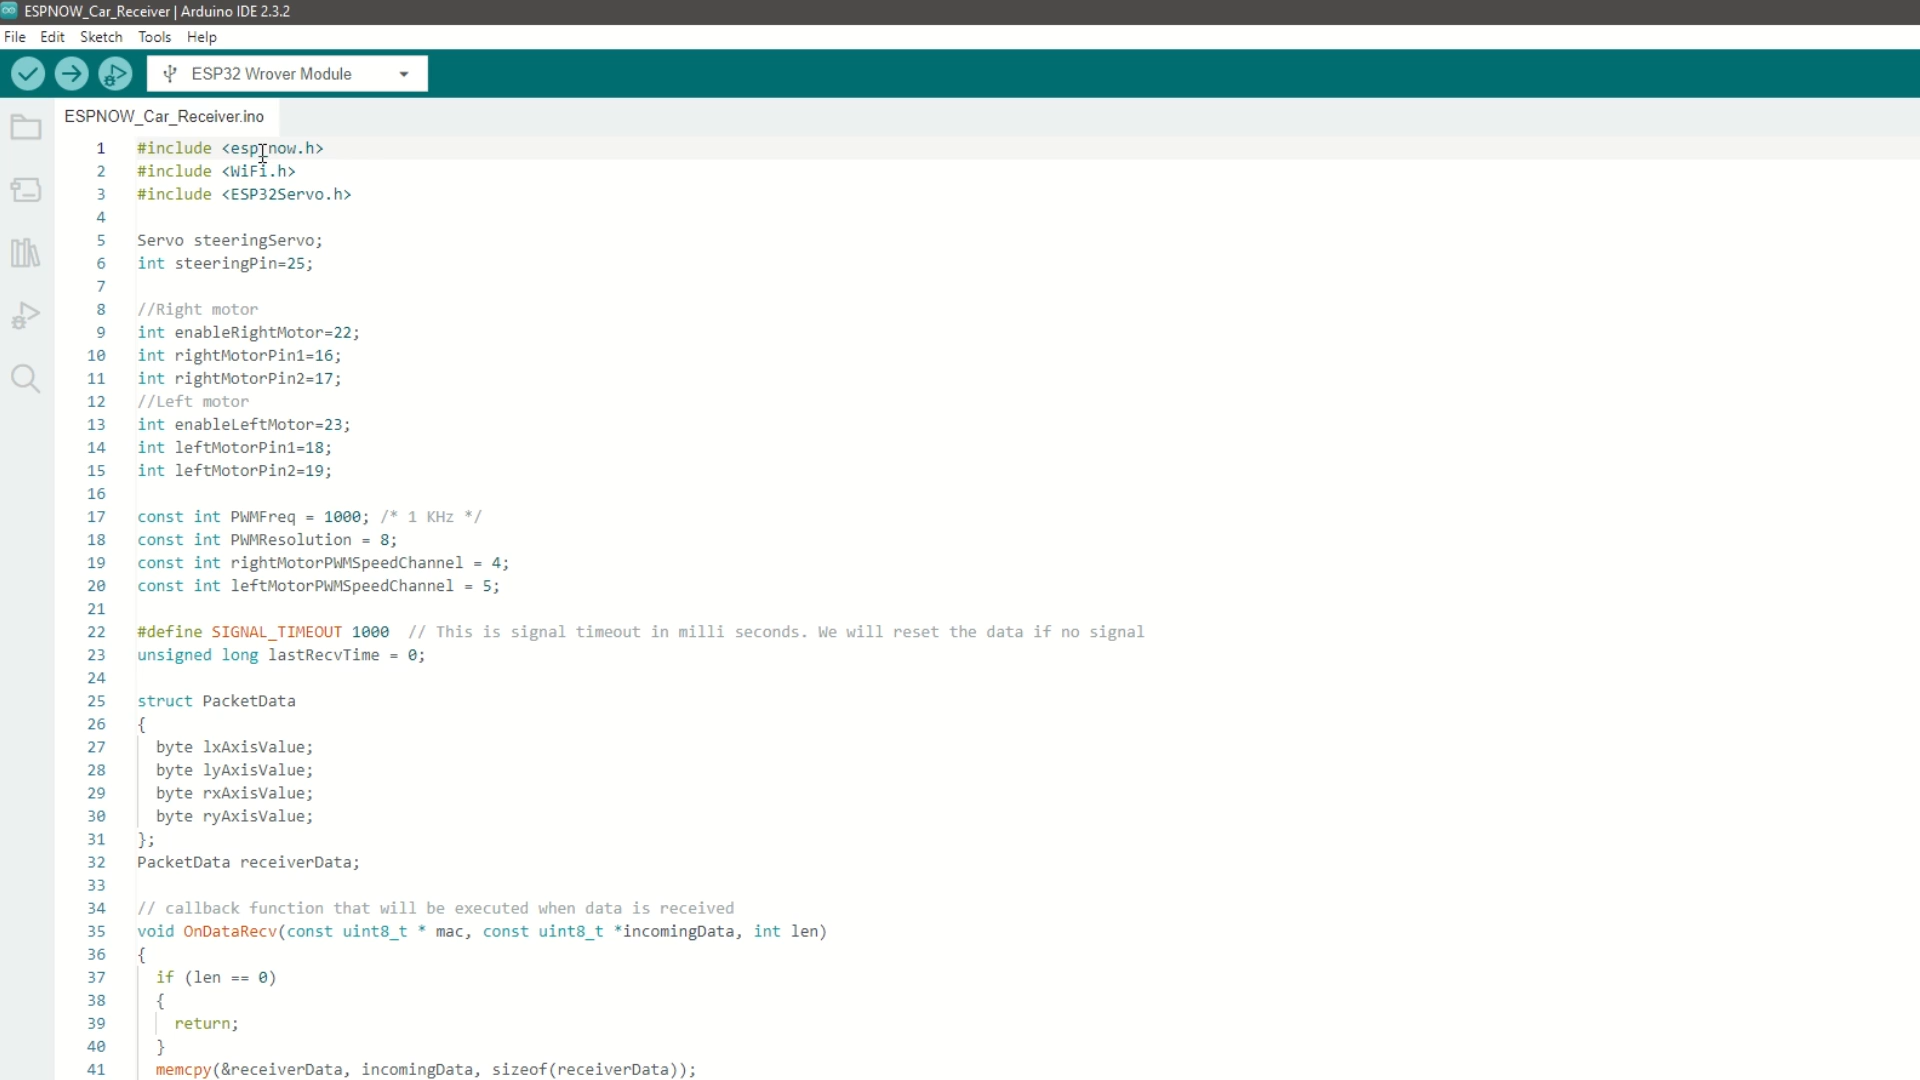 ESPNOW_Car_Receiver | Arduino IDE 2.3.2
File Edit Sketch Tools Help
ESP32 Wrover Module
ESPNOW_Car_Receiver.ino
1 #include <esp_now.h>
2 #include <WiFi.h>
3 #include <ESP32Servo.h>
4
5 Servo steeringServo;
6 int steeringPin=25;
7
8 //Right motor
9 int enableRightMotor=22;
10 int rightMotorPin1=16;
11 int rightMotorPin2=17;
12 //Left motor
13 int enableLeftMotor=23;
14 int leftMotorPin1=18;
15 int leftMotorPin2=19;
16
17 const int PWMFreq = 1000; /* 1 KHz */
18 const int PWMResolution = 8;
19 const int rightMotorPWMSpeedChannel = 4;
20 const int leftMotorPWMSpeedChannel = 5;
21
22 #define SIGNAL_TIMEOUT 1000 // This is signal timeout in milli seconds. We will reset the data if no signal
23 unsigned long lastRecvTime = 0;
24
25 struct PacketData
26 {
27 byte lxAxisValue;
28 byte lyAxisValue;
29 byte rxAxisValue;
30 byte ryAxisValue;
31 };
32 PacketData receiverData;
33
34 // callback function that will be executed when data is received
35 void OnDataRecv(const uint8_t * mac, const uint8_t *incomingData, int len)
36 {
37 if (len == 0)
38 {
39 return;
40 }
41 memcpy(&receiverData, incomingData, sizeof(receiverData));